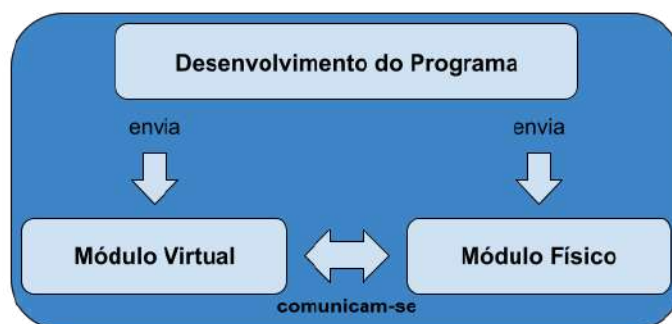 Desenvolvimento do Programa
envia
envia
Módulo Virtual
Módulo Físico
comunicam-se